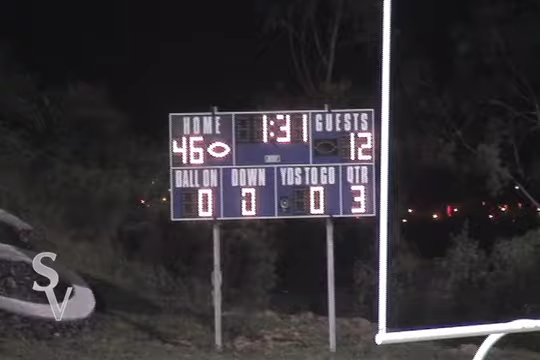 HOME 1:31 GUESTS
46 12
BALL ON DOWN YDS TO GO QTR
0 0 0 3
SV